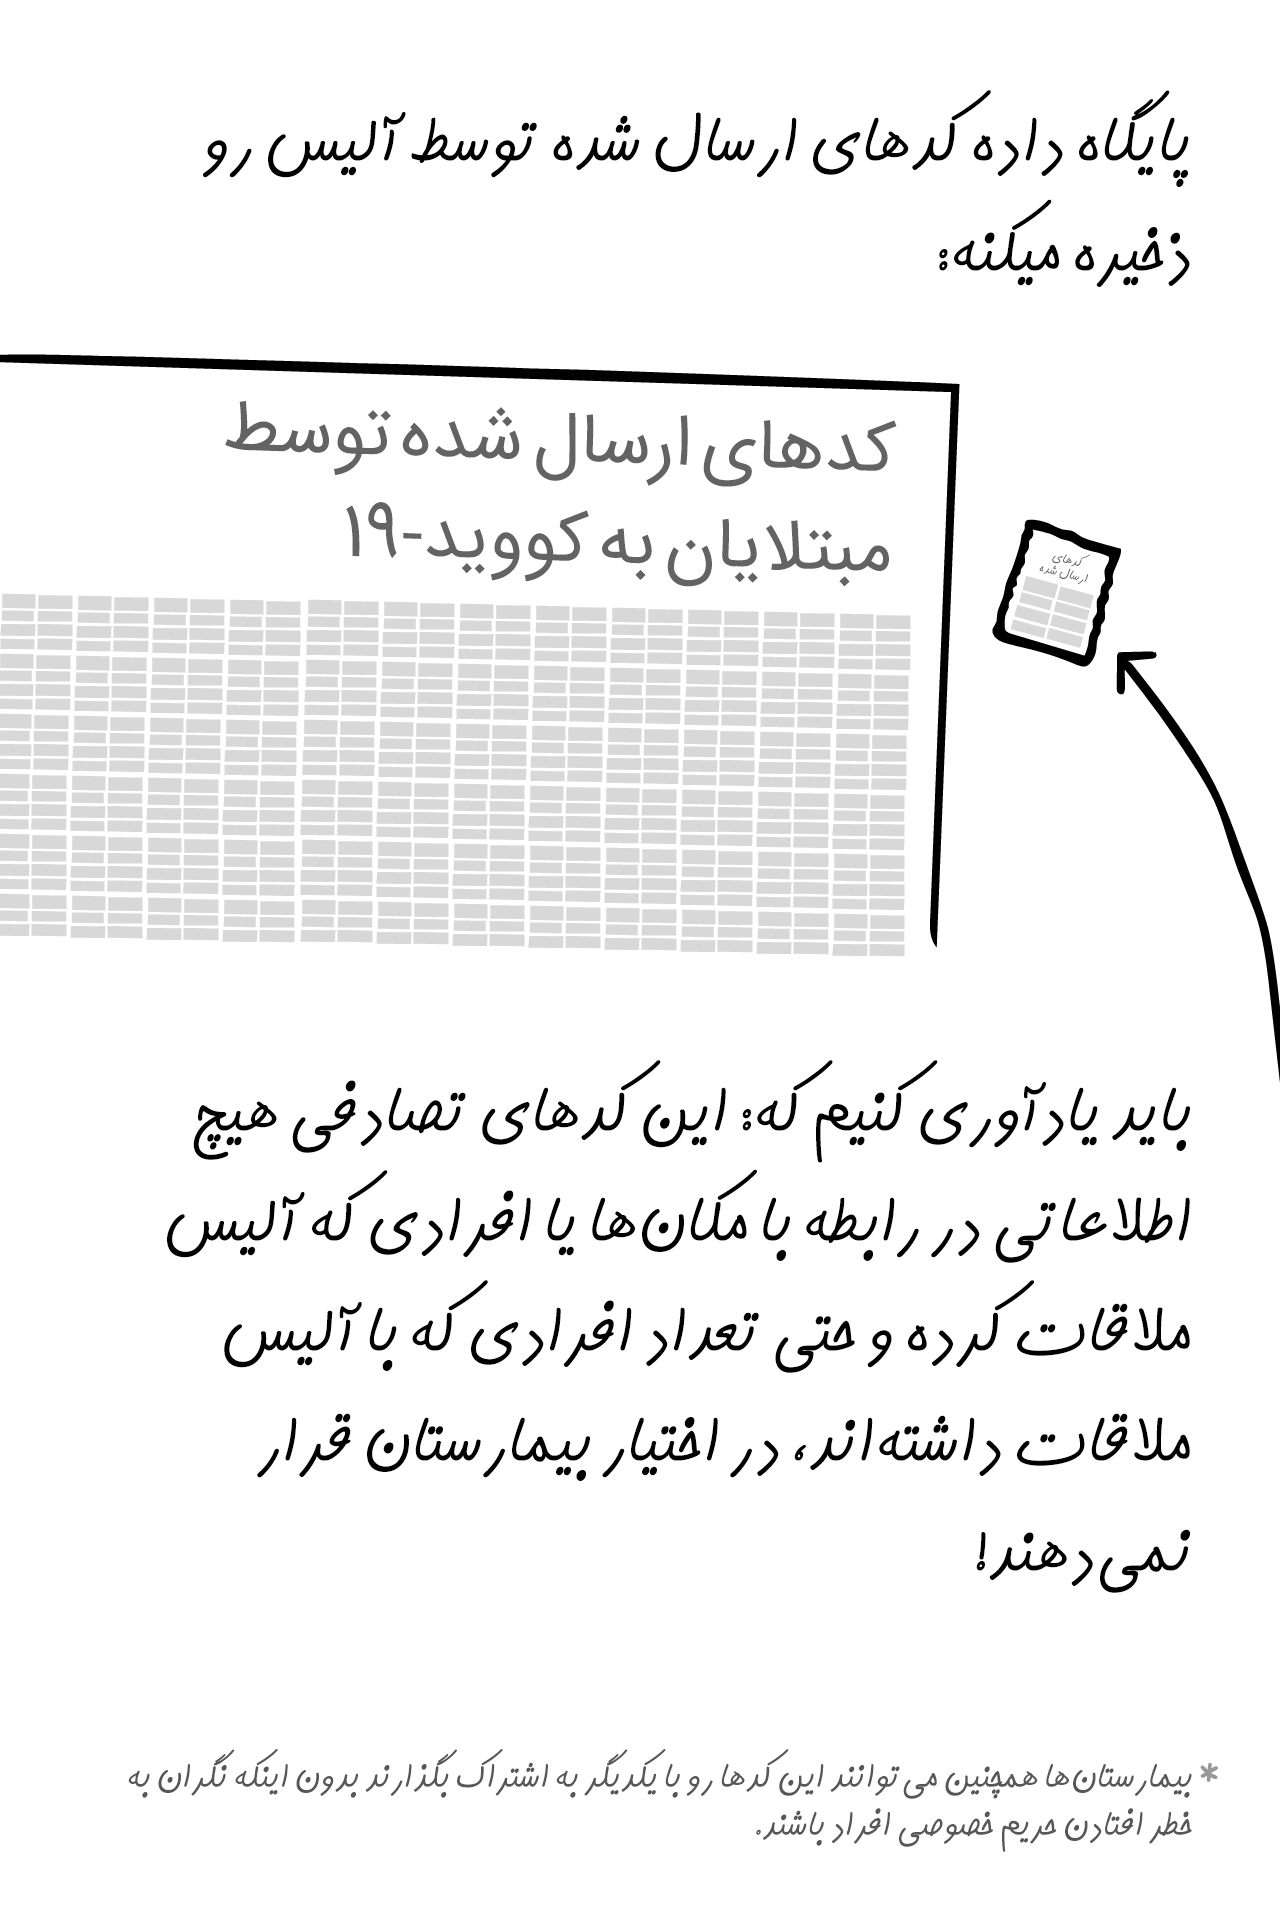 پایگاه داده کدهای ارسال شده توسط آلیس رو
ذخیره میکنه:
کدهای ارسال شده توسط
مبتلایان به کووید-۱۹
کدهای
ارسال شده
باید یادآوری کنیم که: این کدهای تصادفی هیچ
اطلاعاتی در رابطه با مکان‌ها یا افرادی که آلیس
ملاقات کرده و حتی تعداد افرادی که با آلیس
ملاقات داشته‌اند، در اختیار بیمارستان قرار
نمی‌دهند!
* بیمارستان‌ها همچنین می توانند این کدها رو با یکدیگر به اشتراک بگذارند بدون اینکه نگران به
خطر افتادن حریم خصوصی افراد باشند.